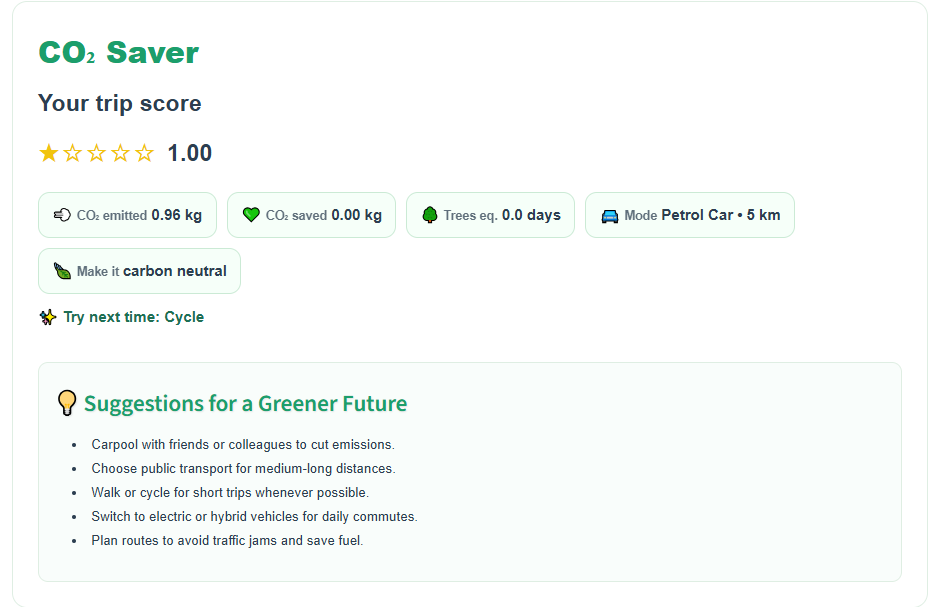 CO₂ Saver
Your trip score
1.00
CO₂ emitted 0.96 kg
CO₂ saved 0.00 kg
Trees eq. 0.0 days
Mode Petrol Car • 5 km
Make it carbon neutral
Try next time: Cycle
Suggestions for a Greener Future
• Carpool with friends or colleagues to cut emissions.
• Choose public transport for medium-long distances.
• Walk or cycle for short trips whenever possible.
• Switch to electric or hybrid vehicles for daily commutes.
• Plan routes to avoid traffic jams and save fuel.